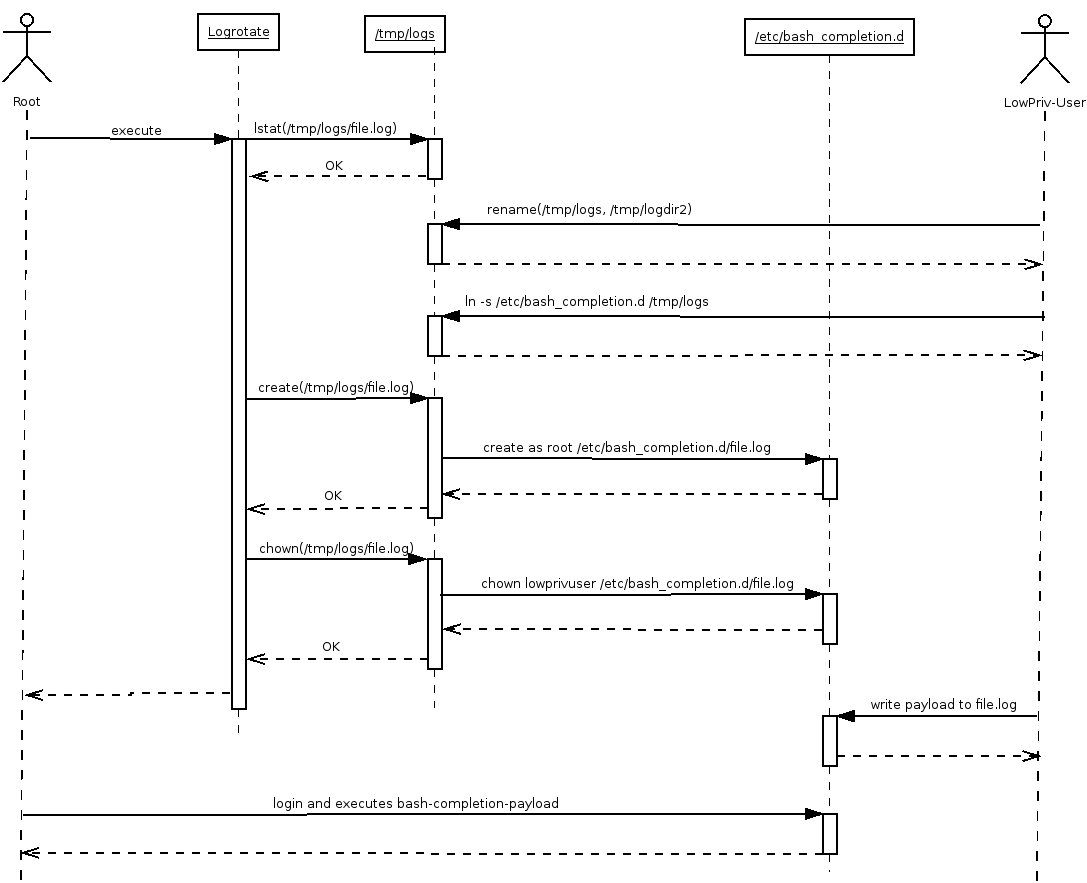 Logrotate
/tmp/logs
/etc/bash_completion.d
Root
LowPriv-User
execute
lstat(/tmp/logs/file.log)
OK
rename(/tmp/logs, /tmp/logdir2)
ln -s /etc/bash_completion.d /tmp/logs
create(/tmp/logs/file.log)
create as root /etc/bash_completion.d/file.log
OK
chown(/tmp/logs/file.log)
chown lowprivuser /etc/bash_completion.d/file.log
OK
write payload to file.log
login and executes bash-completion-payload